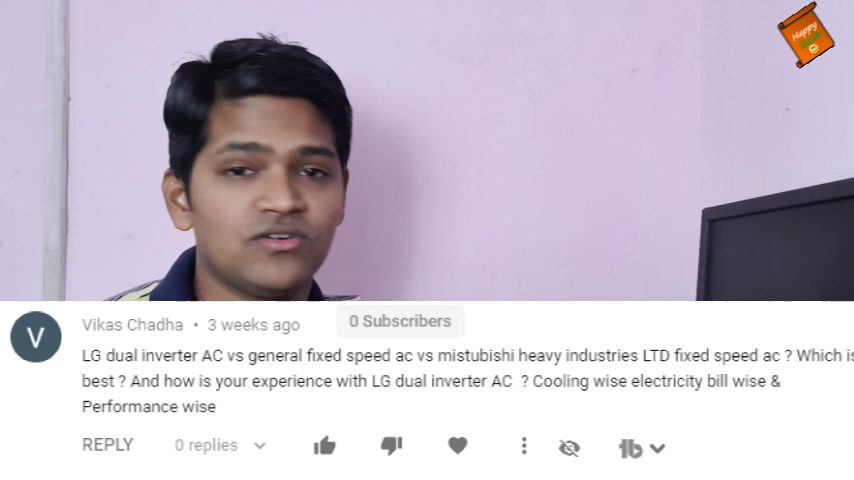 Happy
V
Vikas Chadha • 3 weeks ago 0 Subscribers
LG dual inverter AC vs general fixed speed ac vs mistubishi heavy industries LTD fixed speed ac ? Which is
best ? And how is your experience with LG dual inverter AC ? Cooling wise electricity bill wise &
Performance wise
REPLY 0 replies